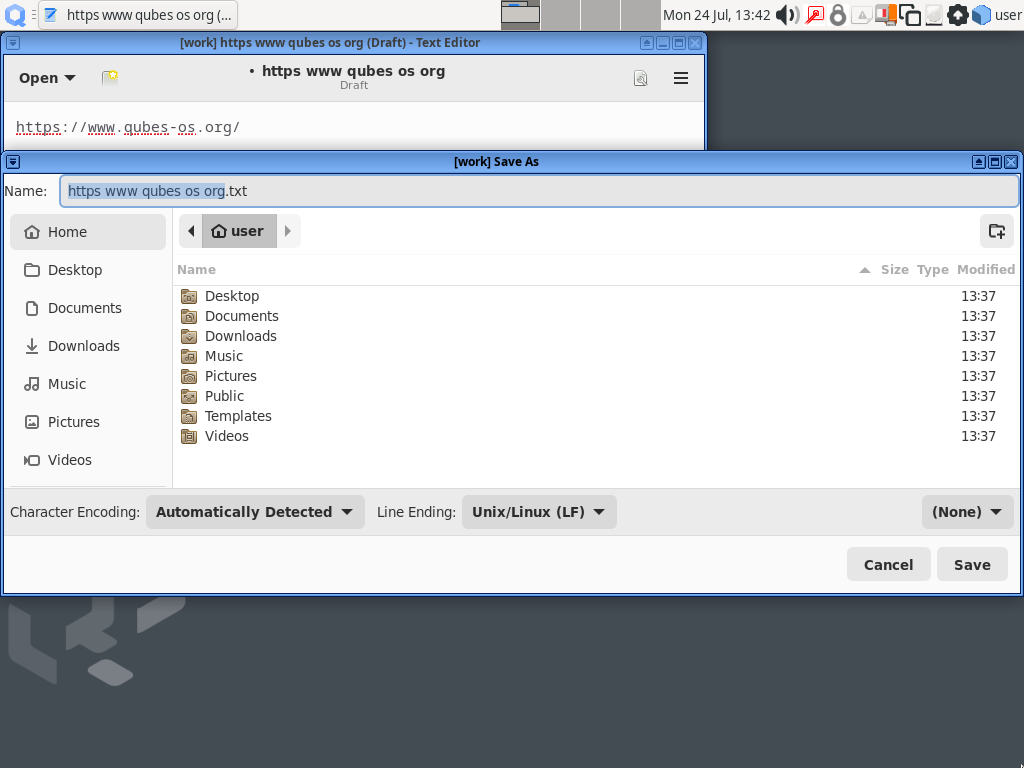 https www qubes os org (...
Mon 24 Jul, 13:42
user
[work] https www qubes os org (Draft) - Text Editor
Open
• https www qubes os org
Draft
https://www.qubes-os.org/
[work] Save As
Name: https www qubes os org.txt
Home
user
Desktop
Documents
Downloads
Music
Pictures
Videos
Name Size Type Modified
Desktop 13:37
Documents 13:37
Downloads 13:37
Music 13:37
Pictures 13:37
Public 13:37
Templates 13:37
Videos 13:37
Character Encoding: Automatically Detected Line Ending: Unix/Linux (LF) (None)
Cancel Save